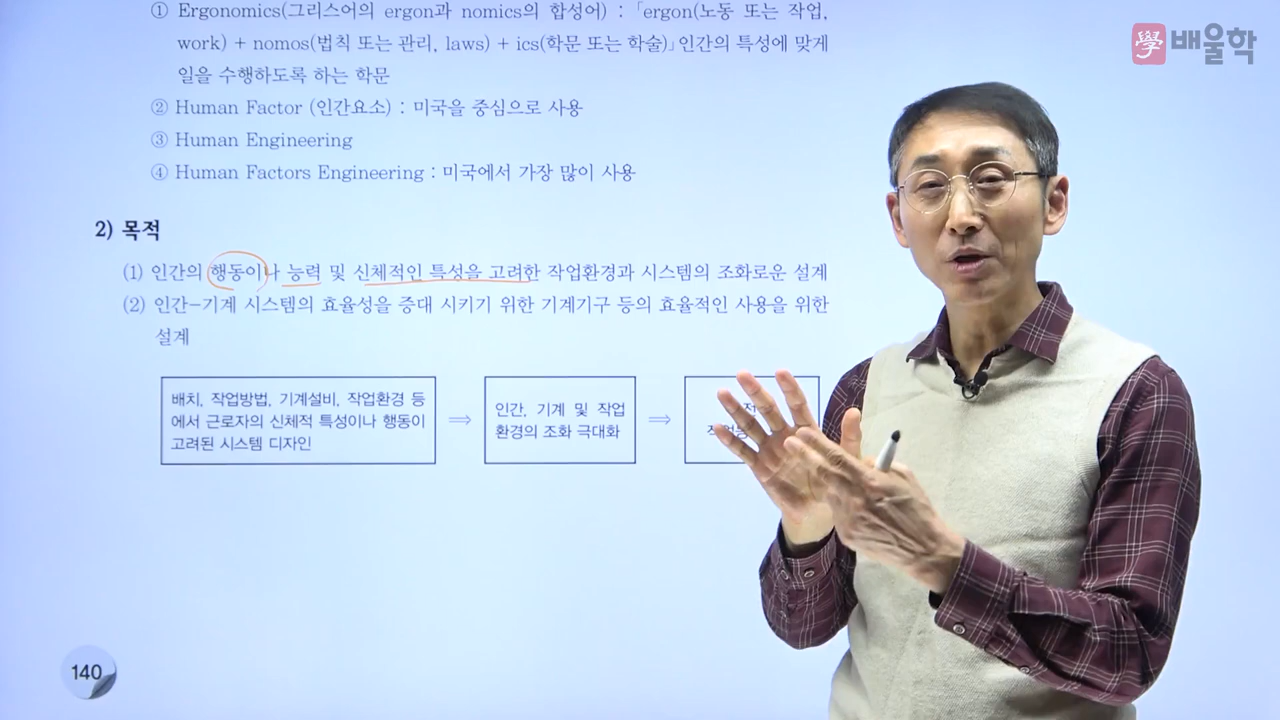 ① Ergonomics(그리스어의 ergon과 nomics의 합성어) : 「ergon(노동 또는 작업,
學 배울학
work) + nomos(법칙 또는 관리, laws) + ics(학문 또는 학술)」인간의 특성에 맞게
일을 수행하도록 하는 학문
② Human Factor (인간요소) : 미국을 중심으로 사용
③ Human Engineering
④ Human Factors Engineering : 미국에서 가장 많이 사용
2) 목적
(1) 인간의 행동이나 능력 및 신체적인 특성을 고려한 작업환경과 시스템의 조화로운 설계
(2) 인간-기계 시스템의 효율성을 증대 시키기 위한 기계기구 등의 효율적인 사용을 위한
설계
배치, 작업방법, 기계설비, 작업환경 등
에서 근로자의 신체적 특성이나 행동이
고려된 시스템 디자인
⇒
인간, 기계 및 작업
환경의 조화 극대화
⇒
140